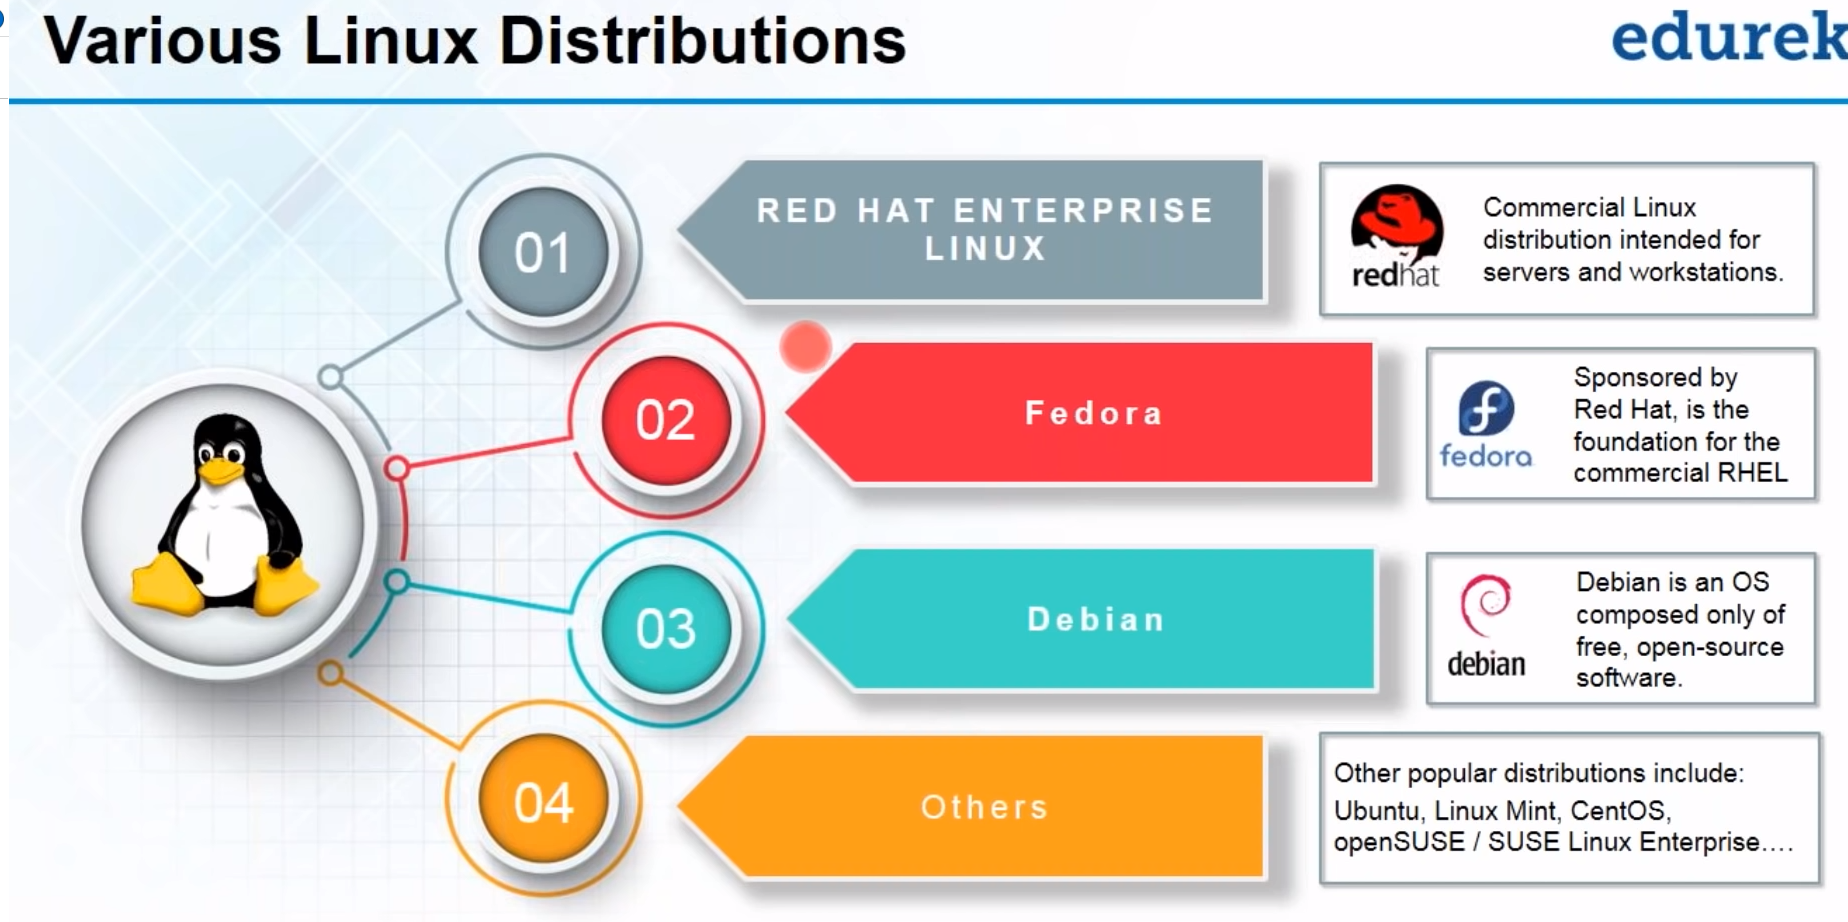 Various Linux Distributions
edurek
01
RED HAT ENTERPRISE
LINUX
redhat
Commercial Linux
distribution intended for
servers and workstations.
02
Fedora
fedora
Sponsored by
Red Hat, is the
foundation for the
commercial RHEL
03
Debian
debian
Debian is an OS
composed only of
free, open-source
software.
04
Others
Other popular distributions include:
Ubuntu, Linux Mint, CentOS,
openSUSE / SUSE Linux Enterprise....